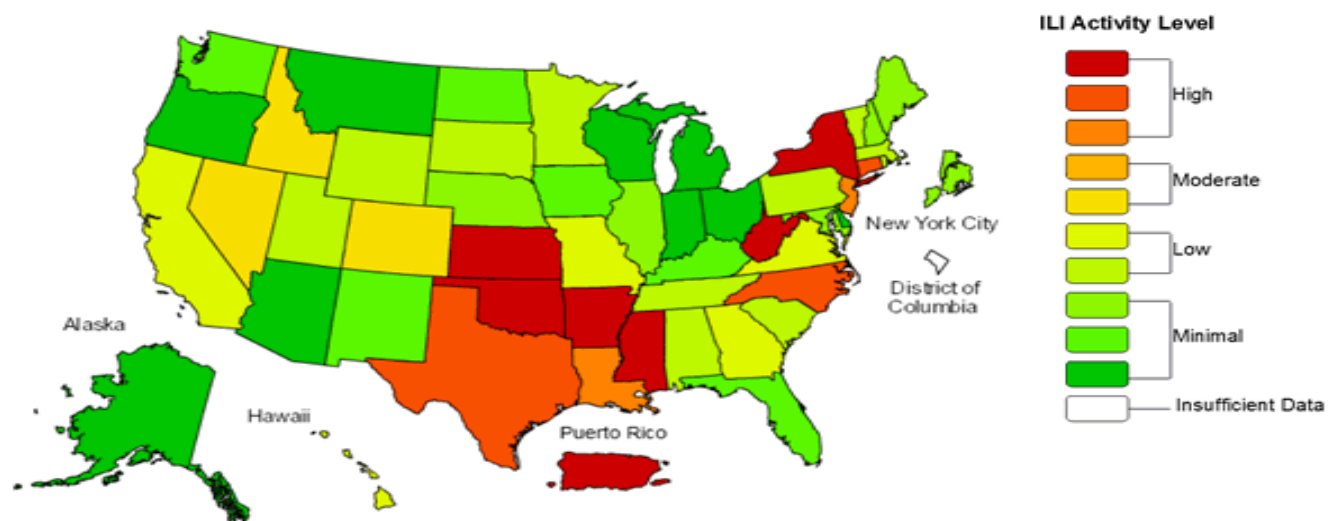 ILI Activity Level
High
Moderate
Low
Minimal
Insufficient Data
New York City
District of
Columbia
Alaska
Hawaii
Puerto Rico